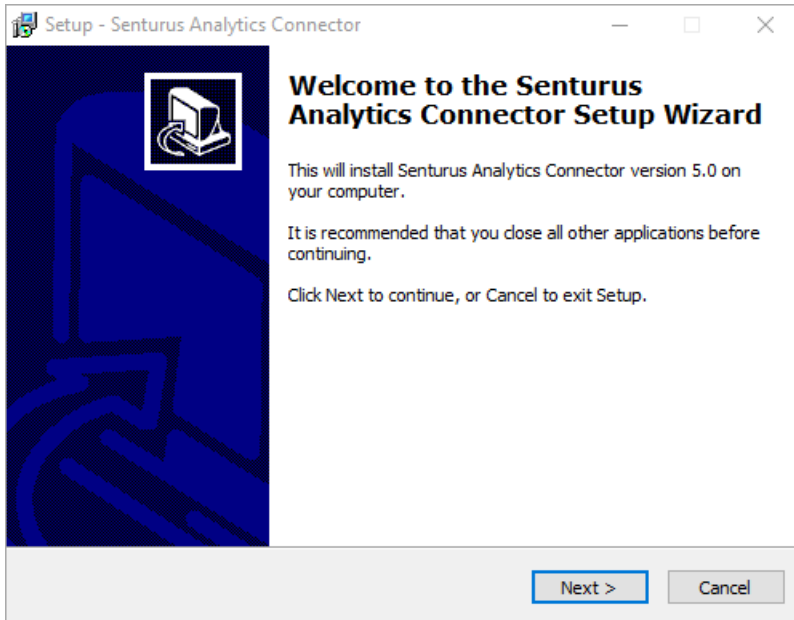 Setup - Senturus Analytics Connector
Welcome to the Senturus
Analytics Connector Setup Wizard
This will install Senturus Analytics Connector version 5.0 on
your computer.
It is recommended that you close all other applications before
continuing.
Click Next to continue, or Cancel to exit Setup.
Next >
Cancel